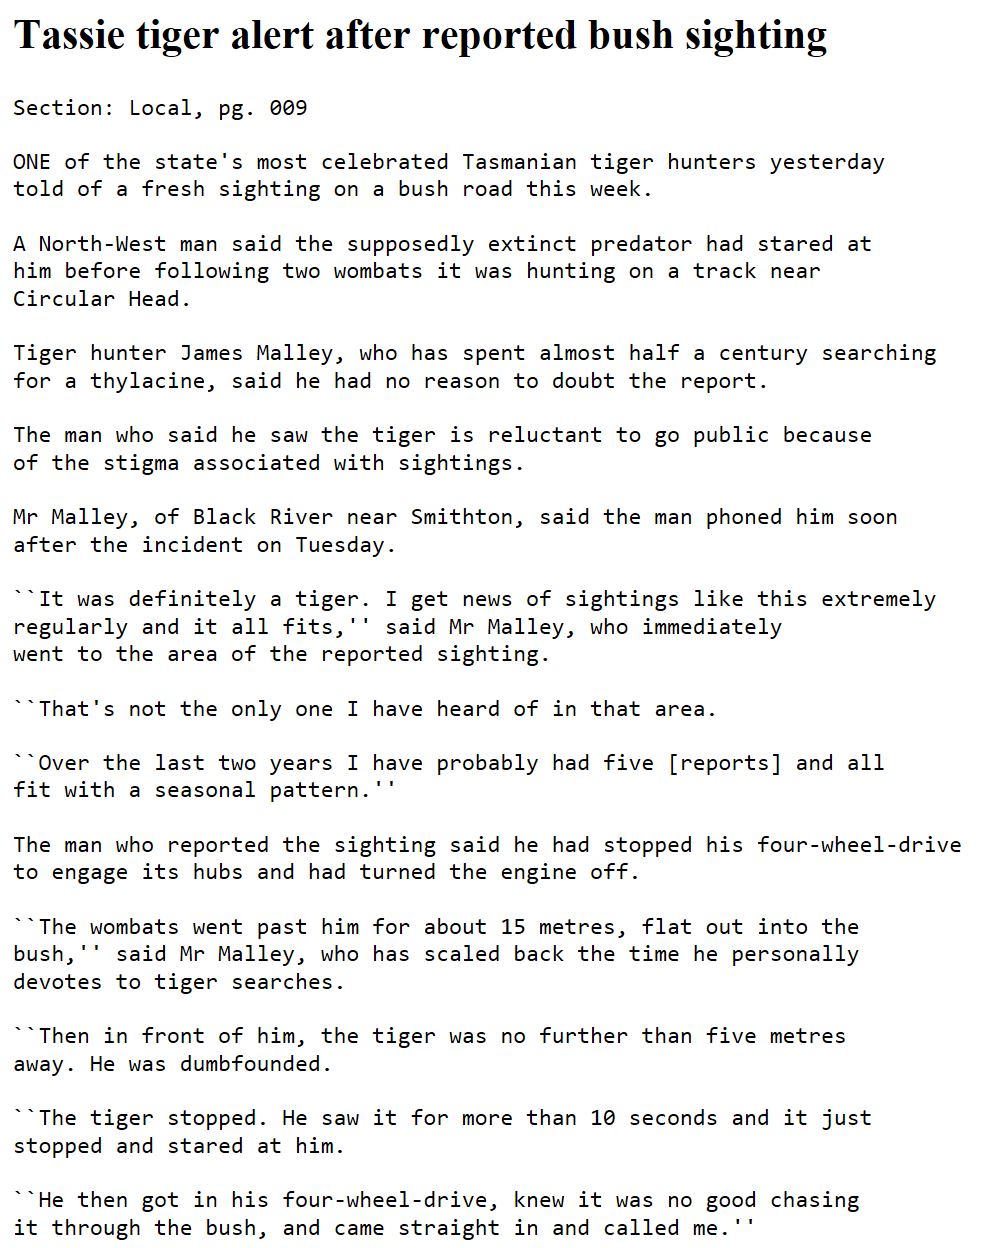 Tassie tiger alert after reported bush sighting
Section: Local, pg. 009
ONE of the state's most celebrated Tasmanian tiger hunters yesterday
told of a fresh sighting on a bush road this week.
A North-West man said the supposedly extinct predator had stared at
him before following two wombats it was hunting on a track near
Circular Head.
Tiger hunter James Malley, who has spent almost half a century searching
for a thylacine, said he had no reason to doubt the report.
The man who said he saw the tiger is reluctant to go public because
of the stigma associated with sightings.
Mr Malley, of Black River near Smithton, said the man phoned him soon
after the incident on Tuesday.
``It was definitely a tiger. I get news of sightings like this extremely
regularly and it all fits,'' said Mr Malley, who immediately
went to the area of the reported sighting.
``That's not the only one I have heard of in that area.
``Over the last two years I have probably had five [reports] and all
fit with a seasonal pattern.''
The man who reported the sighting said he had stopped his four-wheel-drive
to engage its hubs and had turned the engine off.
``The wombats went past him for about 15 metres, flat out into the
bush,'' said Mr Malley, who has scaled back the time he personally
devotes to tiger searches.
``Then in front of him, the tiger was no further than five metres
away. He was dumbfounded.
``The tiger stopped. He saw it for more than 10 seconds and it just
stopped and stared at him.
``He then got in his four-wheel-drive, knew it was no good chasing
it through the bush, and came straight in and called me.''